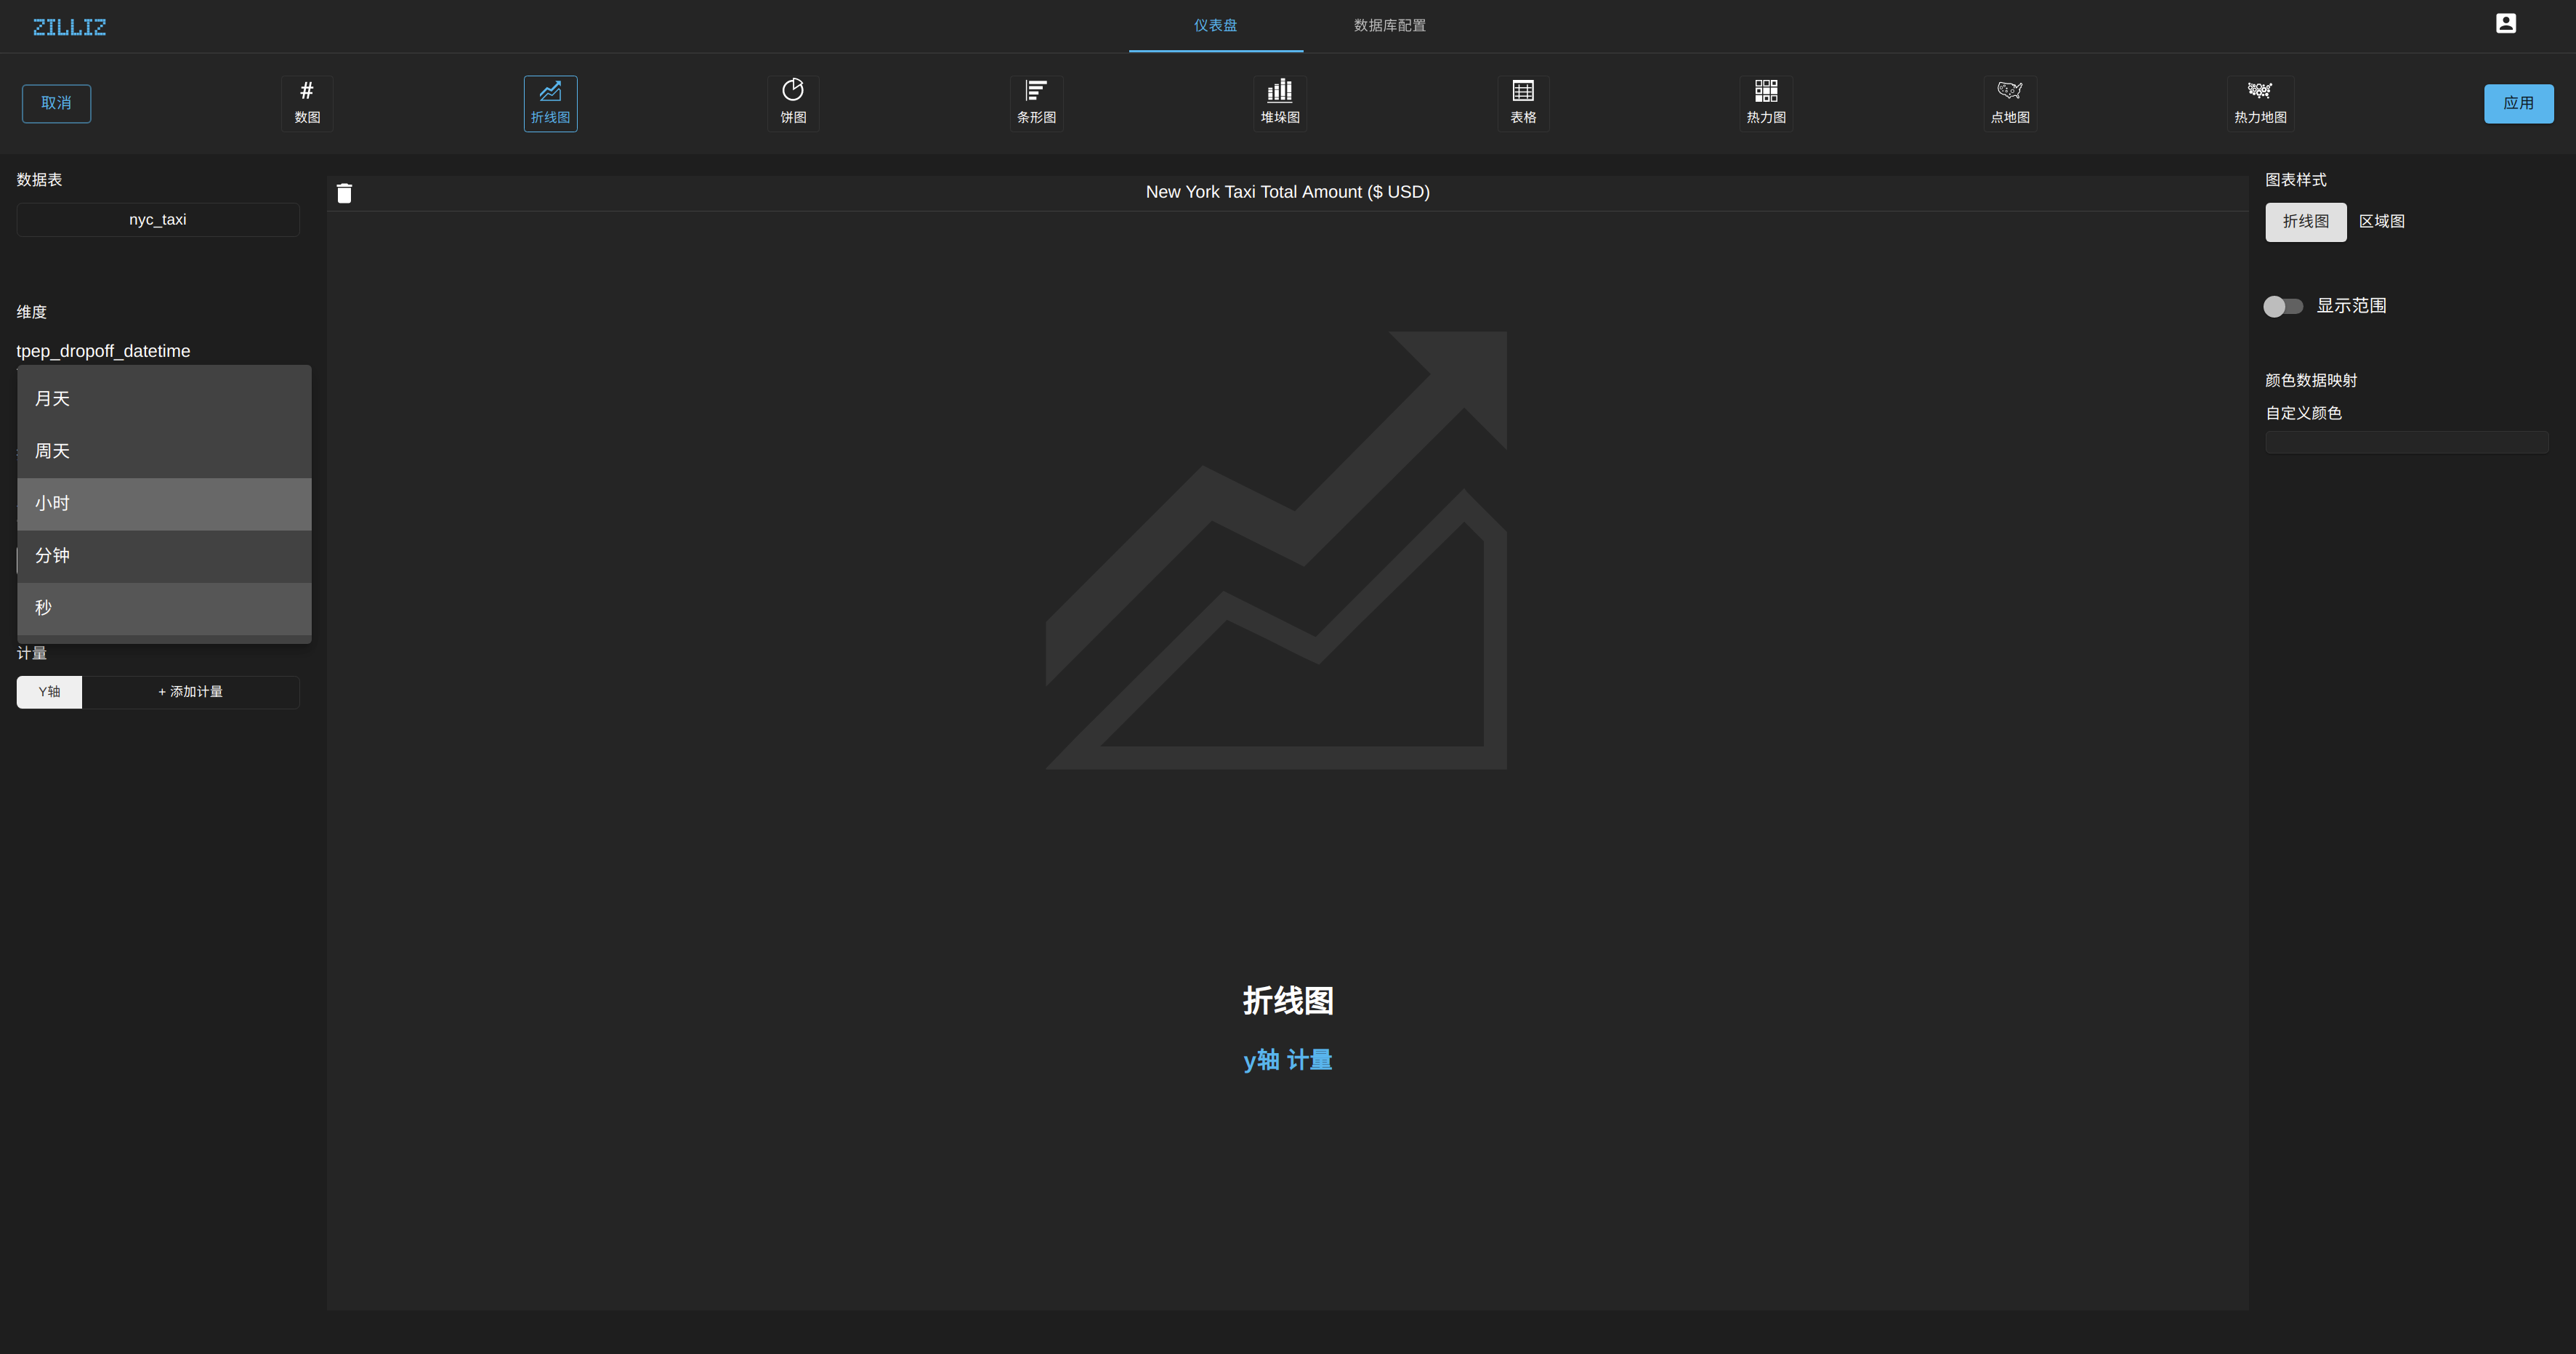 ZILLIZ
仪表盘
数据库配置
取消
数图
折线图
饼图
条形图
堆垛图
表格
热力图
点地图
热力地图
应用
数据表
nyc_taxi
维度
tpep_dropoff_datetime
月天
周天
小时
分钟
秒
计量
Y轴
+ 添加计量
New York Taxi Total Amount ($ USD)
折线图
y轴 计量
图表样式
折线图 区域图
显示范围
颜色数据映射
自定义颜色